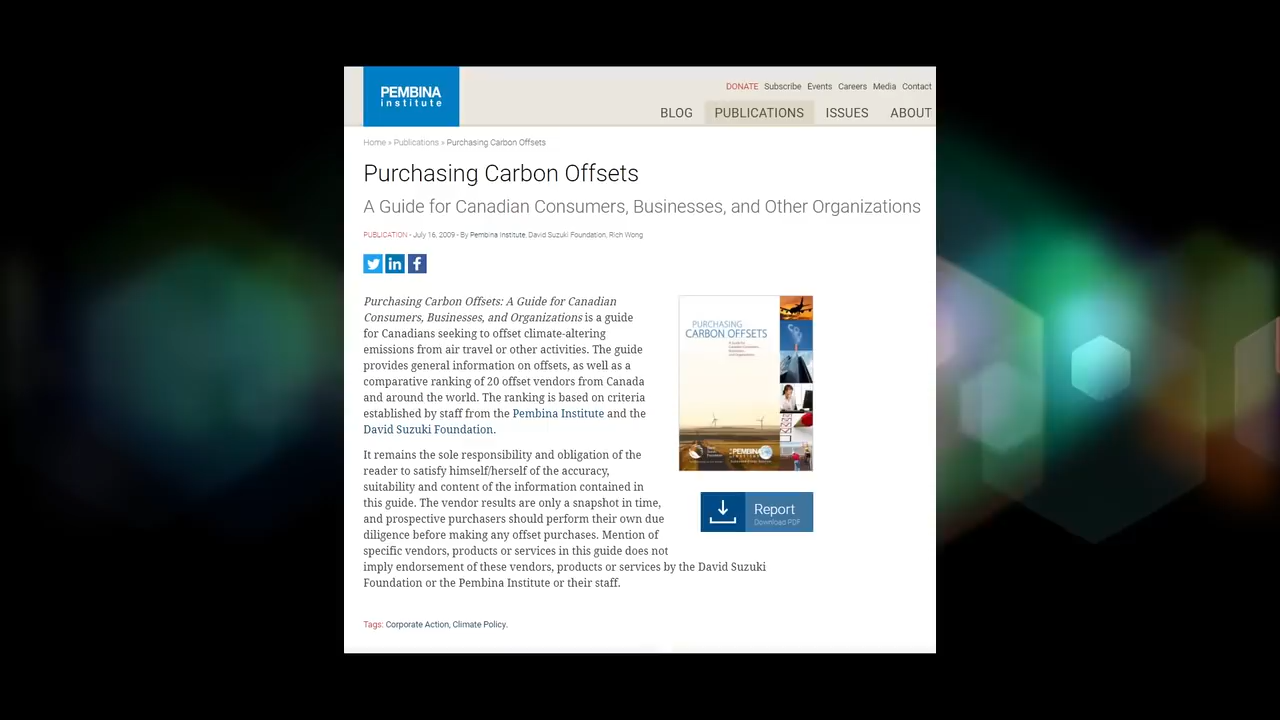 PEMBINA
institute
DONATE Subscribe Events Careers Media Contact
BLOG PUBLICATIONS ISSUES ABOUT
Home » Publications » Purchasing Carbon Offsets
Purchasing Carbon Offsets
A Guide for Canadian Consumers, Businesses, and Other Organizations
PUBLICATION - July 16, 2009 - By Pembina Institute, David Suzuki Foundation, Rich Wong
Purchasing Carbon Offsets: A Guide for Canadian
Consumers, Businesses, and Organizations is a guide
for Canadians seeking to offset climate-altering
emissions from air travel or other activities. The guide
provides general information on offsets, as well as a
comparative ranking of 20 offset vendors from Canada
and around the world. The ranking is based on criteria
established by staff from the Pembina Institute and the
David Suzuki Foundation.
PURCHASING
CARBON OFFSETS
PEMBINA
It remains the sole responsibility and obligation of the
reader to satisfy himself/herself of the accuracy,
suitability and content of the information contained in
this guide. The vendor results are only a snapshot in time,
and prospective purchasers should perform their own due
diligence before making any offset purchases. Mention of
specific vendors, products or services in this guide does not
imply endorsement of these vendors, products or services by the David Suzuki
Foundation or the Pembina Institute or their staff.
Report
Download PDF
Tags: Corporate Action, Climate Policy.